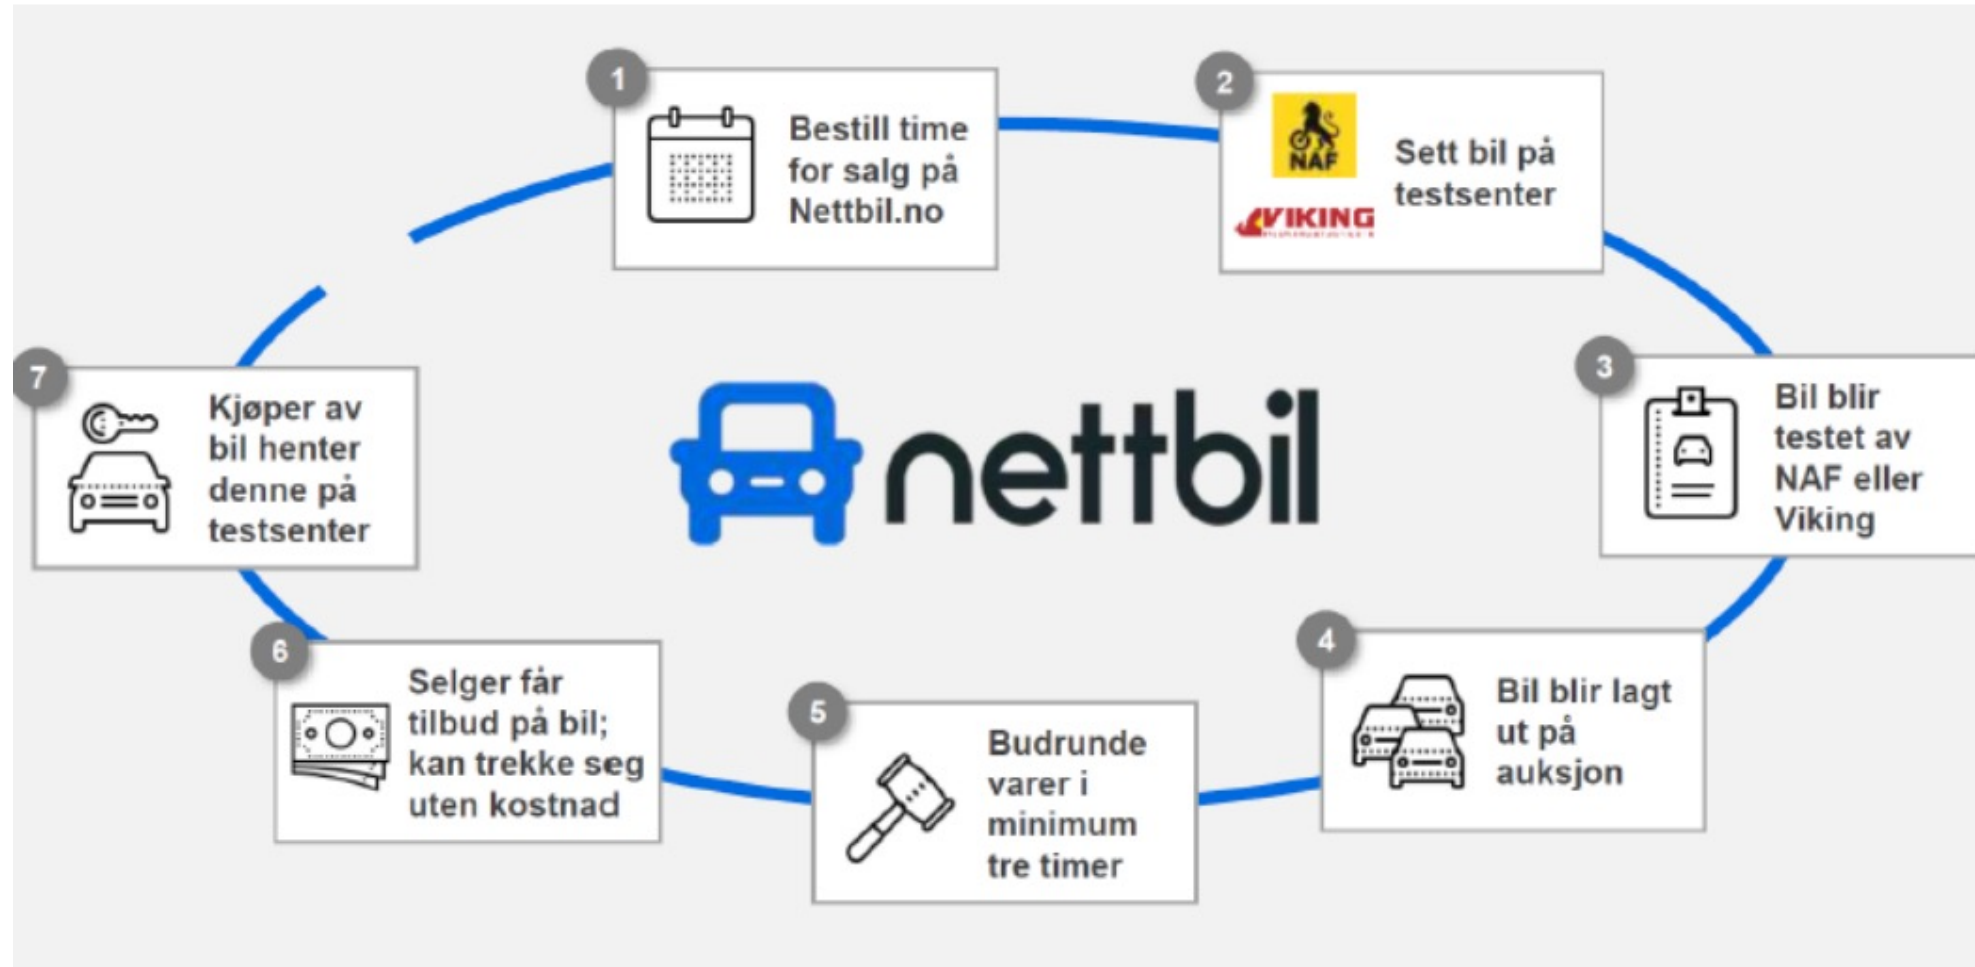 1
Bestill time
for salg på
Nettbil.no
2
NAF
VIKING
Sett bil på
testsenter
3
Bil blir
testet av
NAF eller
Viking
4
Bil blir lagt
ut på
auksjon
5
Budrunde
varer i
minimum
tre timer
6
Selger får
tilbud på bil;
kan trekke seg
uten kostnad
7
Kjøper av
bil henter
denne på
testsenter
nettbil